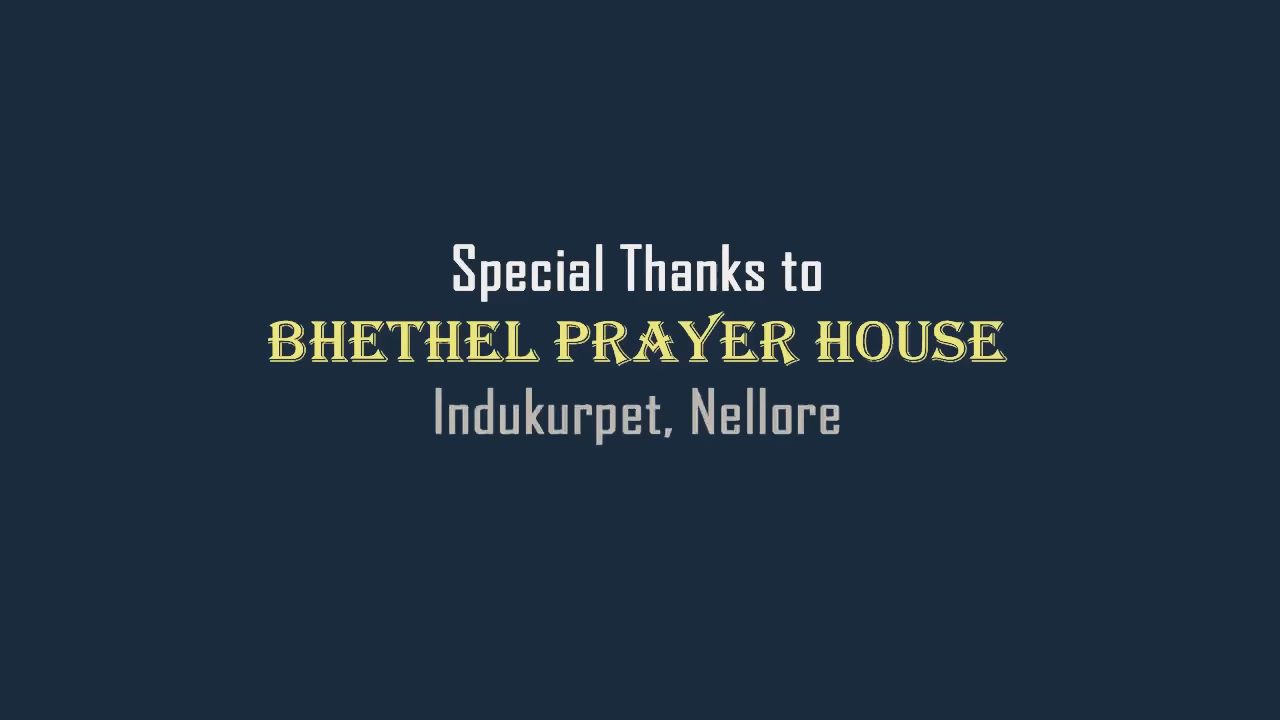 Special Thanks to
BHETHEL PRAYER HOUSE
Indukurpet, Nellore